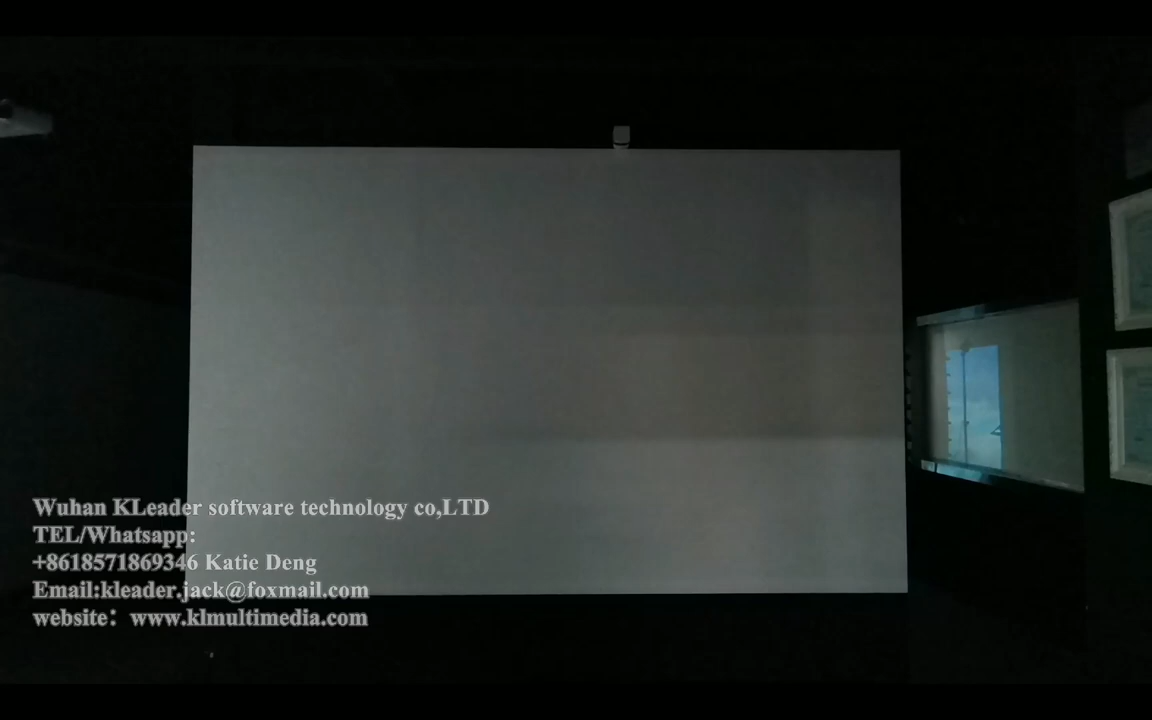 Wuhan KLeader software technology co,LTD
TEL/Whatsapp:
+8618571869346 Katie Deng
Email:kleader.jack@foxmail.com
website：www.klmultimedia.com